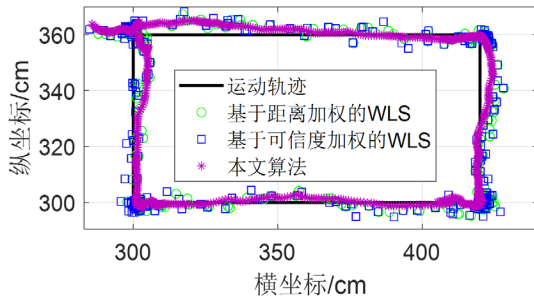 360
340
320
300
纵坐标/cm
运动轨迹
基于距离加权的WLS
基于可信度加权的WLS
本文算法
300
350
400
横坐标/cm